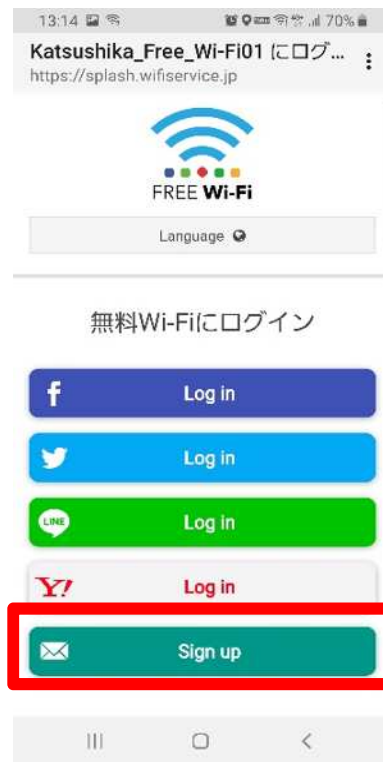 13:14 70%
Katsushika_Free_Wi-Fi01 にログ...
https://splash.wifiservice.jp
FREE Wi-Fi
Language
無料Wi-Fiにログイン
f Log in
Log in
LINE Log in
Y! Log in
Sign up